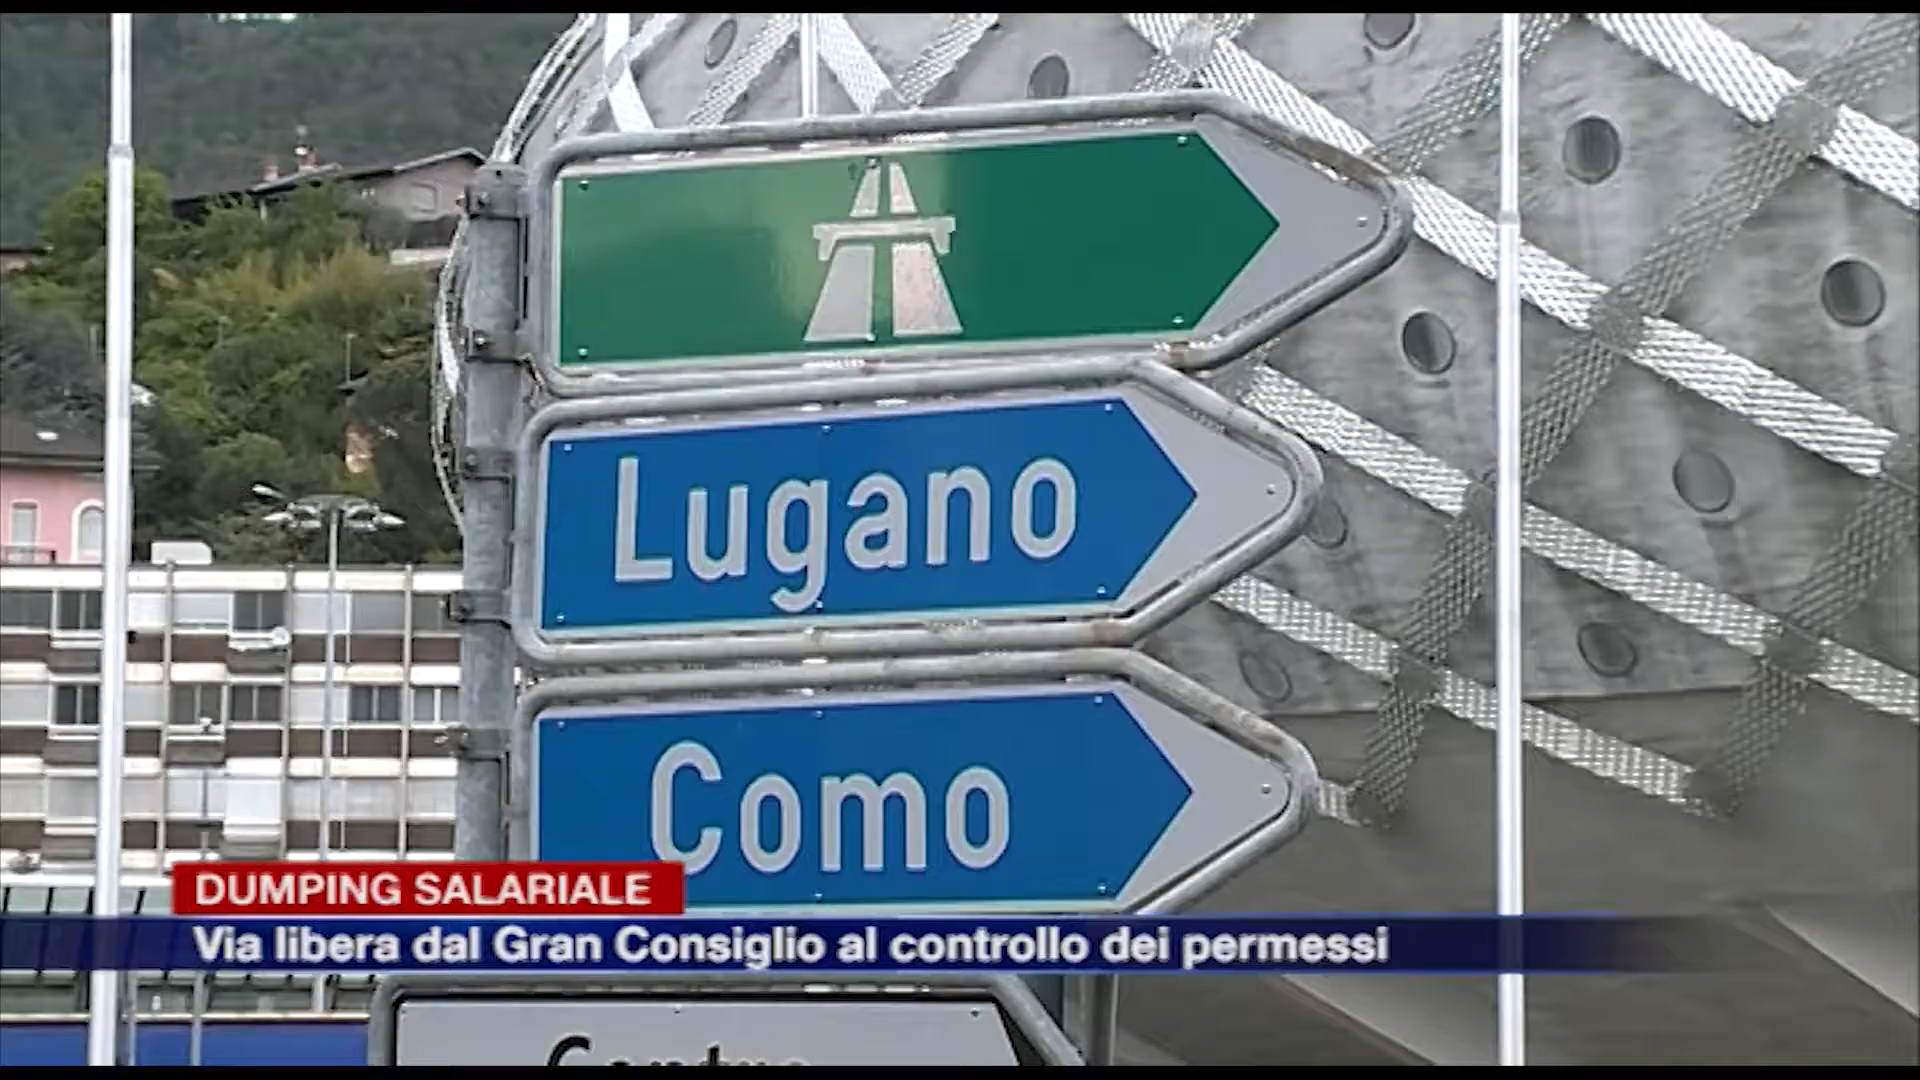 Lugano
Como
DUMPING SALARIALE
Via libera dal Gran Consiglio al controllo dei permessi